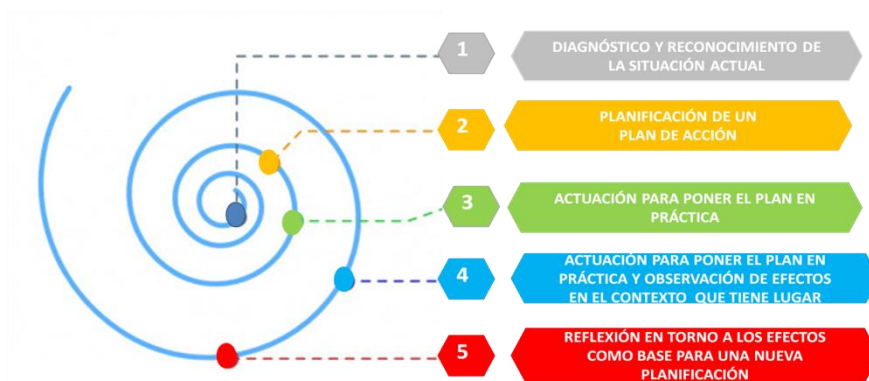 1
DIAGNÓSTICO Y RECONOCIMIENTO DE
LA SITUACIÓN ACTUAL
2
PLANIFICACIÓN DE UN
PLAN DE ACCIÓN
3
ACTUACIÓN PARA PONER EL PLAN EN
PRÁCTICA
4
ACTUACIÓN PARA PONER EL PLAN EN
PRÁCTICA Y OBSERVACIÓN DE EFECTOS
EN EL CONTEXTO QUE TIENE LUGAR
5
REFLEXIÓN EN TORNO A LOS EFECTOS
COMO BASE PARA UNA NUEVA
PLANIFICACIÓN